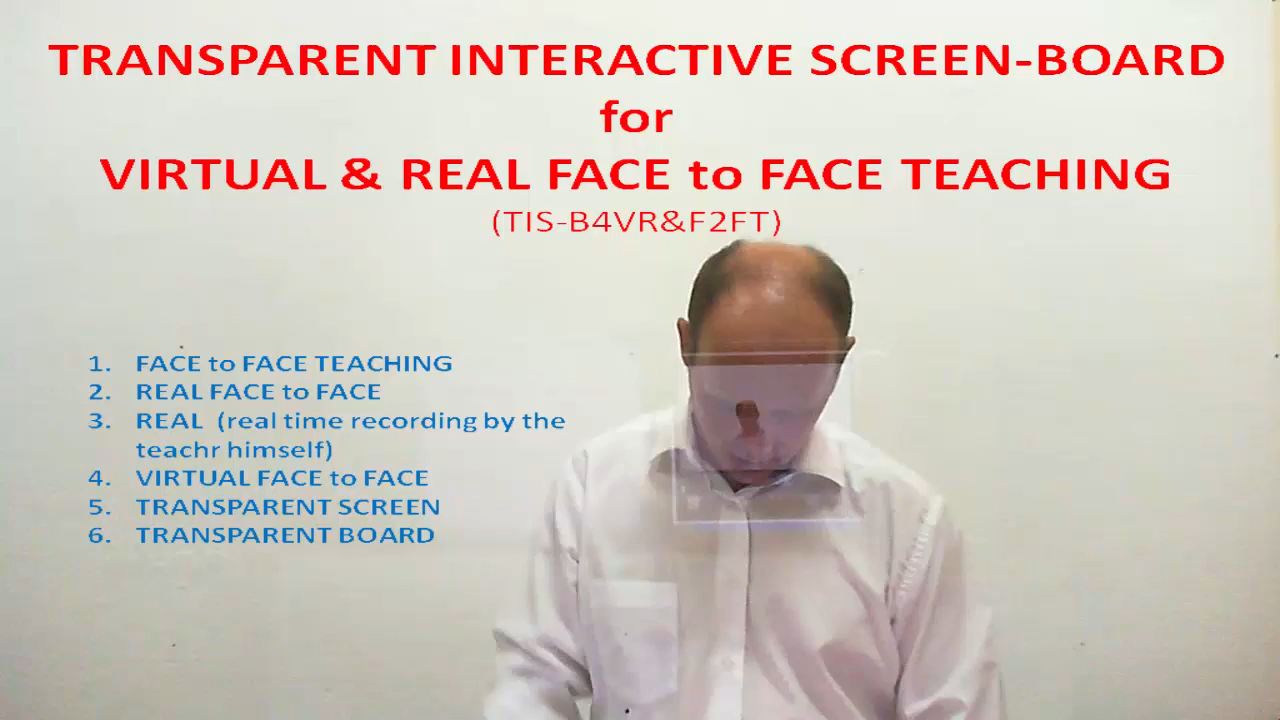 TRANSPARENT INTERACTIVE SCREEN-BOARD
for
VIRTUAL & REAL FACE to FACE TEACHING
(TIS-B4VR&F2FT)
1. FACE to FACE TEACHING
2. REAL FACE to FACE
3. REAL (real time recording by the
teachr himself)
4. VIRTUAL FACE to FACE
5. TRANSPARENT SCREEN
6. TRANSPARENT BOARD